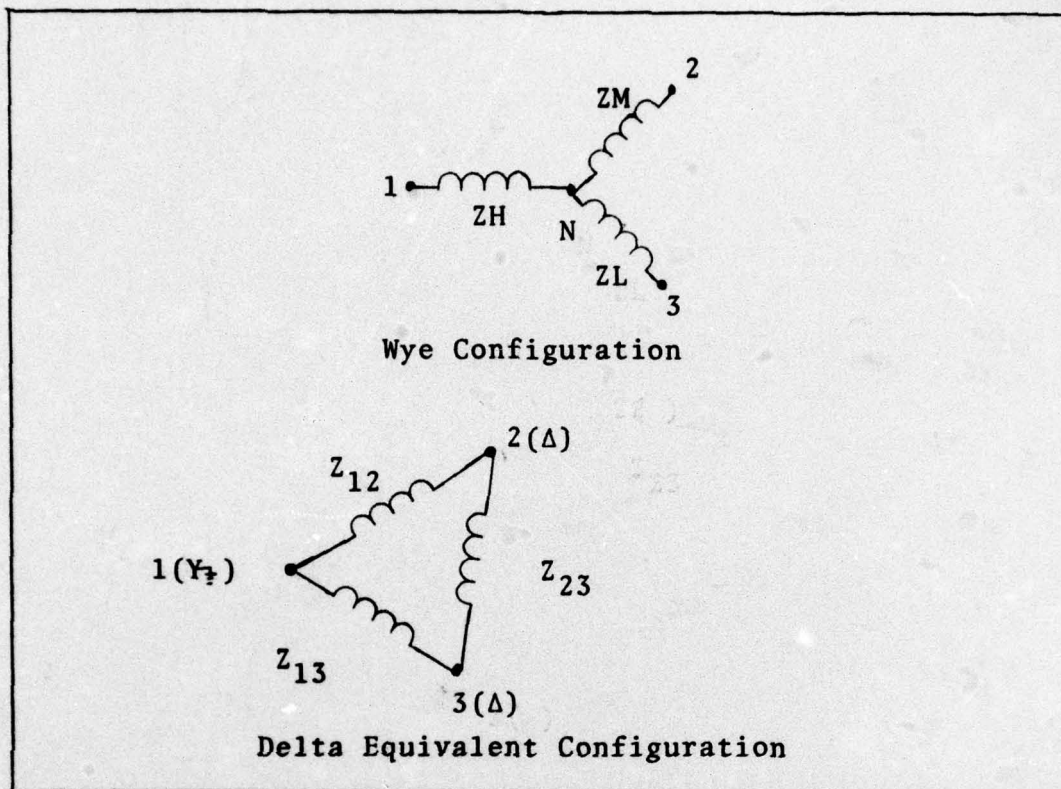 2
ZM
1
ZH
N
ZL
3
Wye Configuration
2(Δ)
Z12
1(Y⏚)
Z23
Z13
3(Δ)
Delta Equivalent Configuration